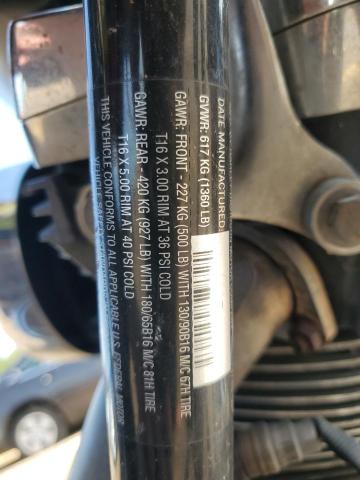 DATE MANUFACTURED:
GVWR: 617 KG (1360 LB)
GAWR: FRONT - 227 KG (500 LB) WITH 130/90B16 M/C 67H TIRE
T16 X 3.00 RIM AT 36 PSI COLD
GAWR: REAR - 420 KG (927 LB) WITH 180/65B16 M/C 81H TIRE
T16 X 5.00 RIM AT 40 PSI COLD
THIS VEHICLE CONFORMS TO ALL APPLICABLE U.S. FEDERAL MOTOR
VEHICLE SAFETY